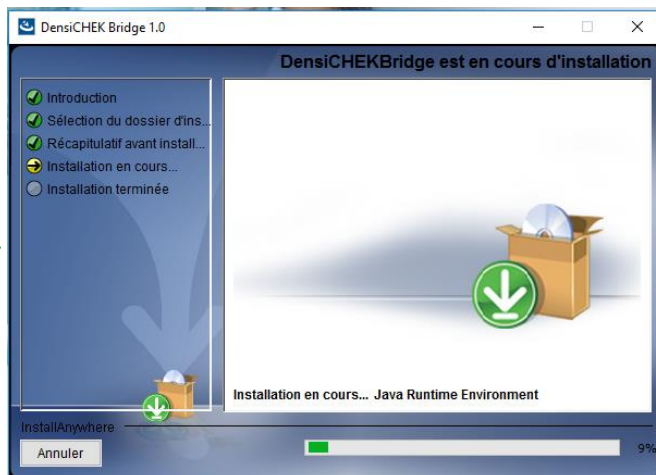 DensiCHEK Bridge 1.0
DensiCHEKBridge est en cours d'installation
Introduction
Sélection du dossier d'ins...
Récapitulatif avant install...
Installation en cours...
Installation terminée
Installation en cours... Java Runtime Environment
InstallAnywhere
Annuler
9%